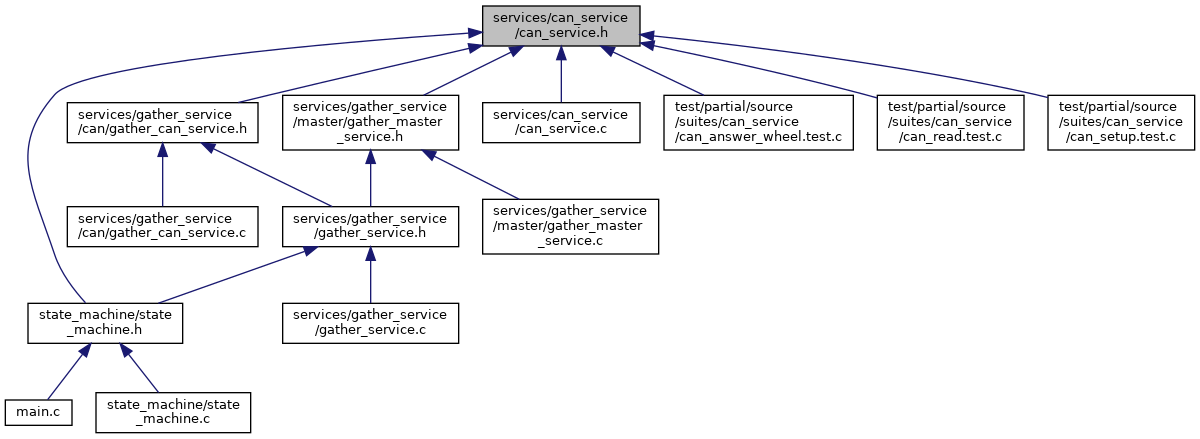 services/can_service
/can_service.h
services/gather_service
/can/gather_can_service.h
services/gather_service
/master/gather_master
_service.h
services/can_service
/can_service.c
test/partial/source
/suites/can_service
/can_answer_wheel.test.c
test/partial/source
/suites/can_service
/can_read.test.c
test/partial/source
/suites/can_service
/can_setup.test.c
services/gather_service
/can/gather_can_service.c
services/gather_service
/gather_service.h
services/gather_service
/master/gather_master
_service.c
state_machine/state
_machine.h
services/gather_service
/gather_service.c
main.c
state_machine/state
_machine.c